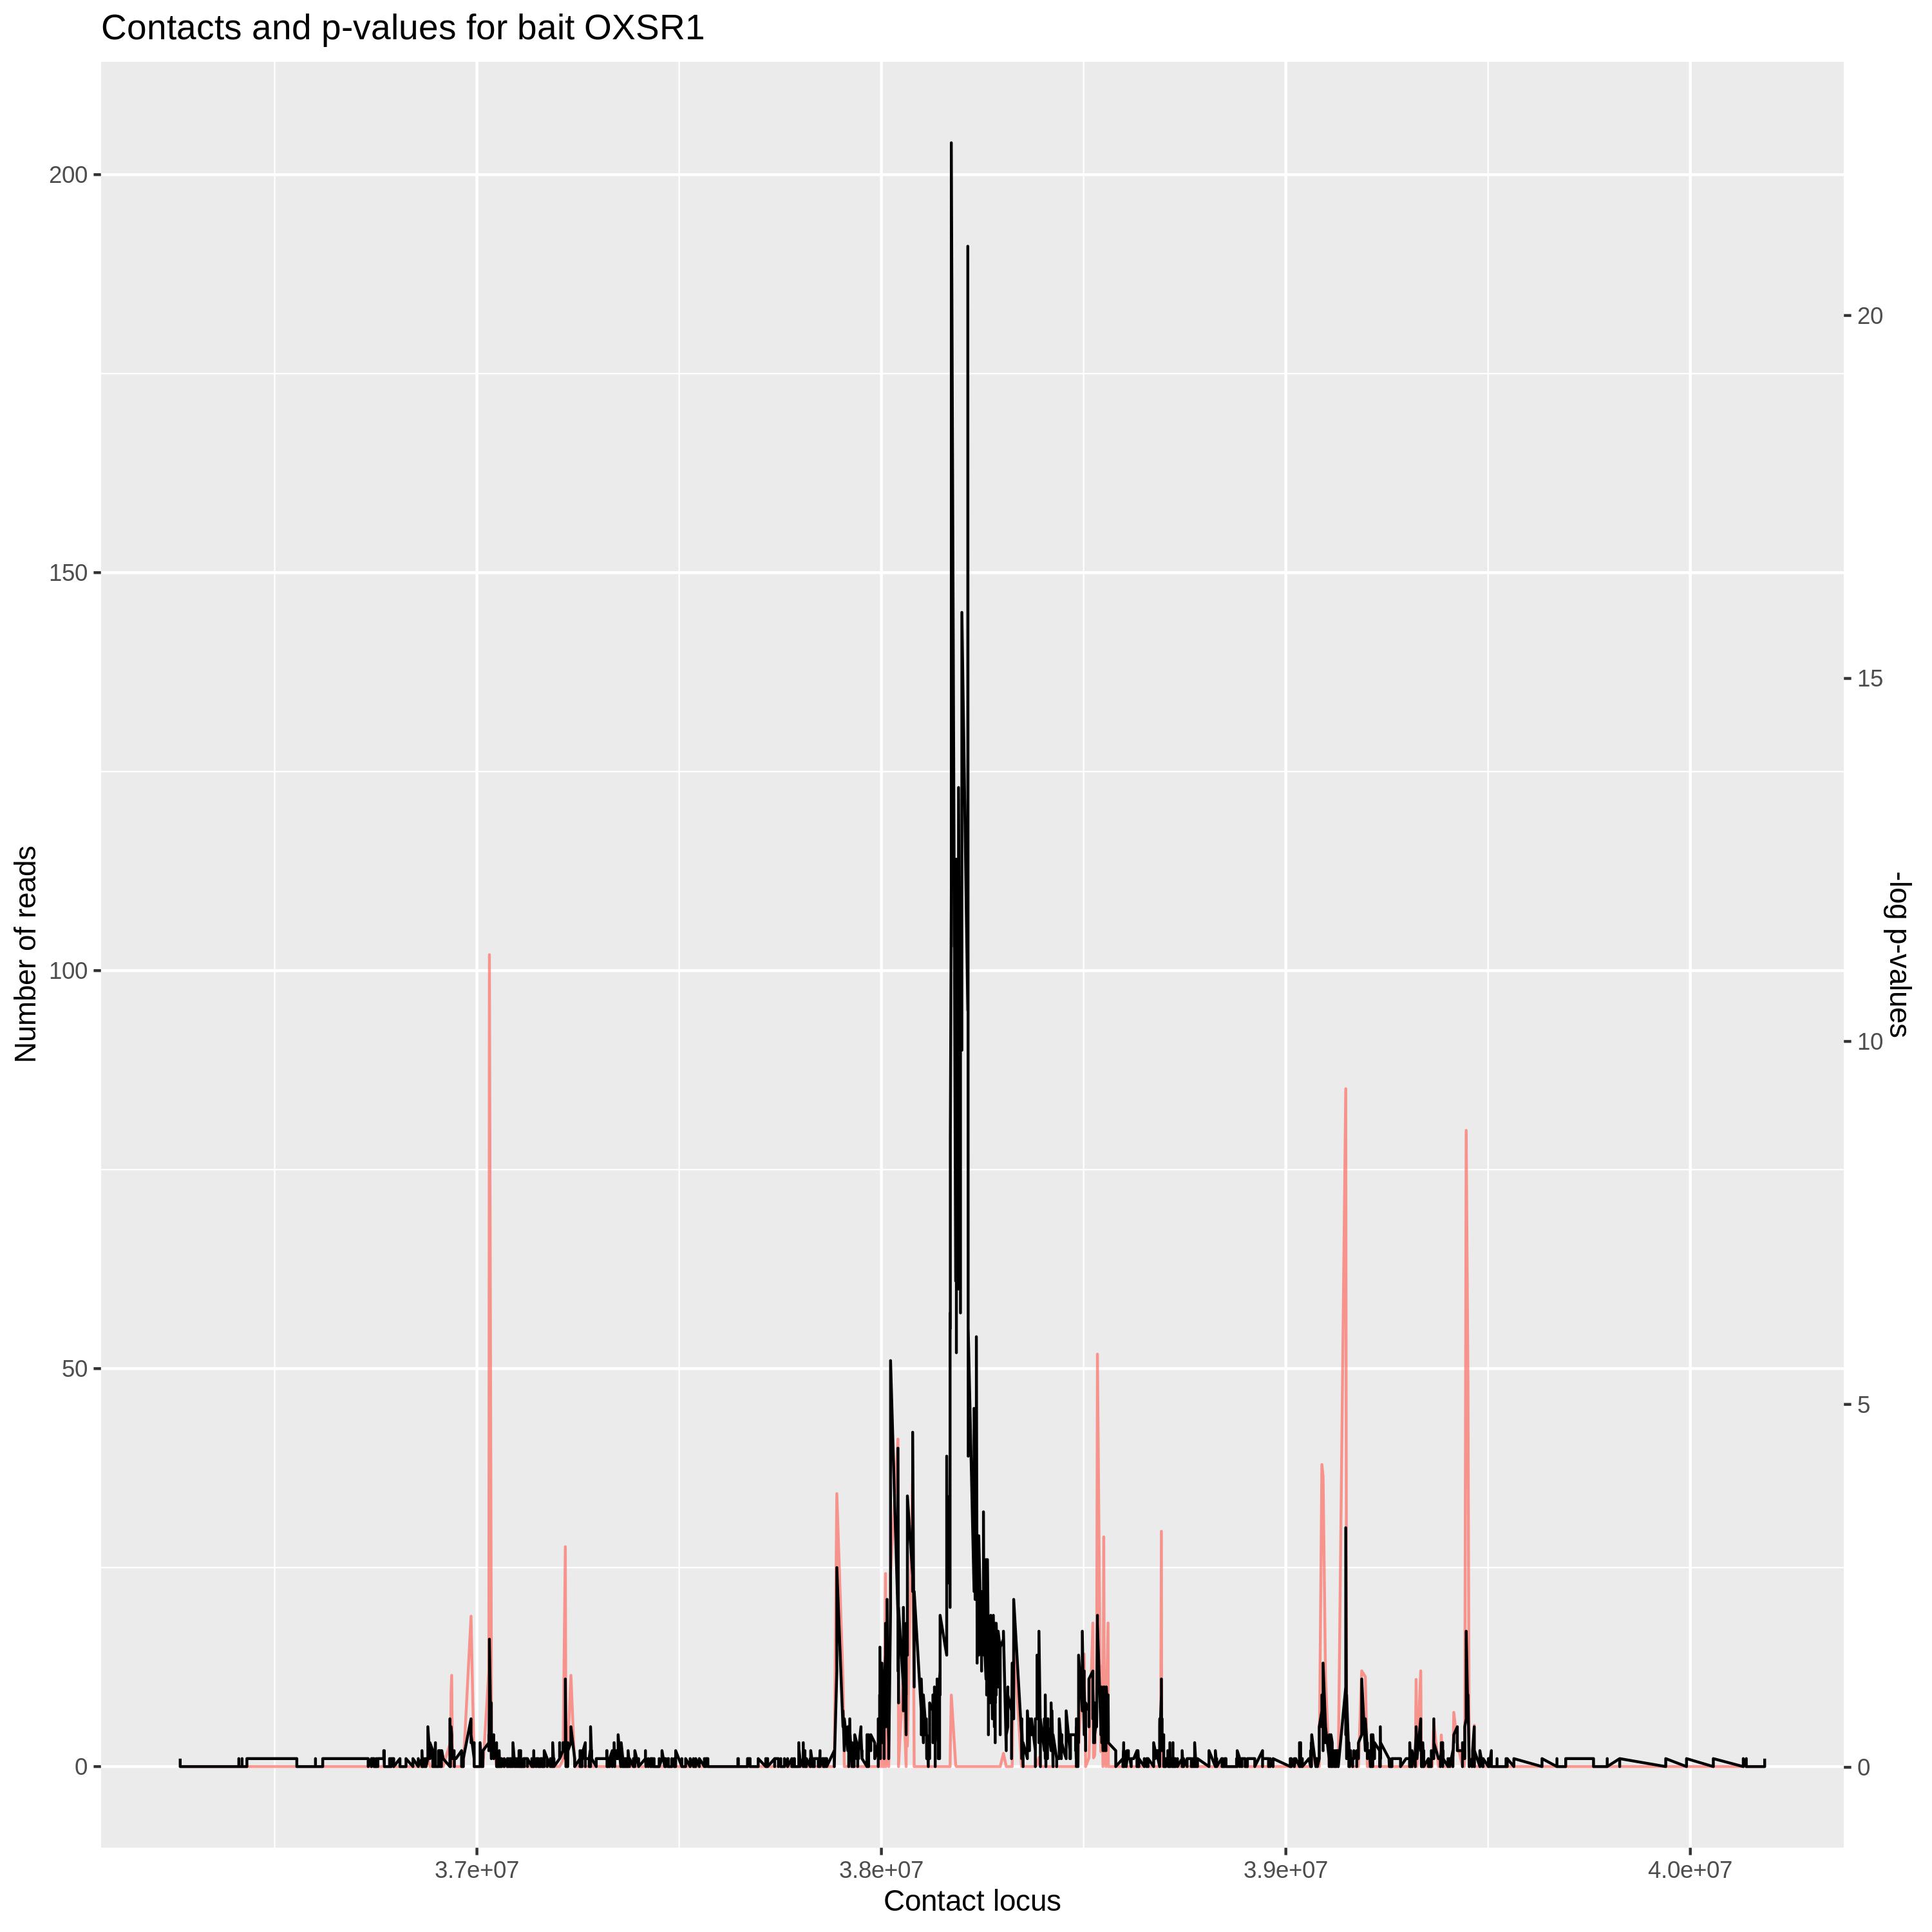 Contacts and p-values for bait OXSR1
Number of reads
200
150
100
50
0
20
15
10
5
0
-log p-values
3.7e+07
3.8e+07
3.9e+07
4.0e+07
Contact locus